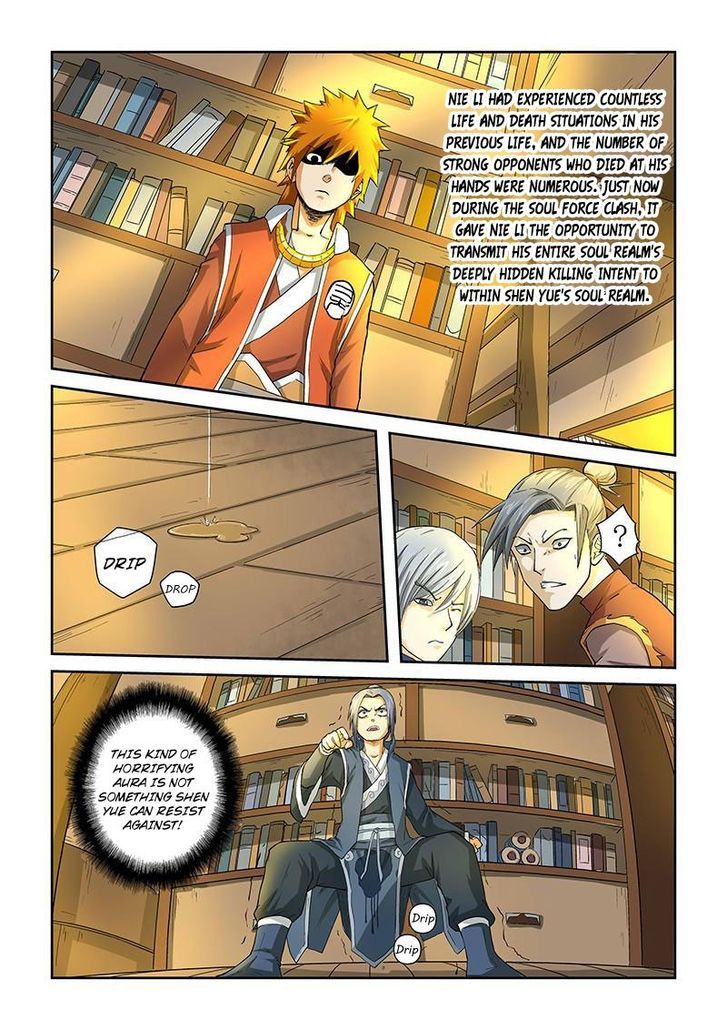 NIE LI HAD EXPERIENCED COUNTLESS
LIFE AND DEATH SITUATIONS IN HIS
PREVIOUS LIFE, AND THE NUMBER OF
STRONG OPPONENTS WHO DIED AT HIS
HANDS WERE NUMEROUS. JUST NOW
DURING THE SOUL FORCE CLASH, IT
GAVE NIE LI THE OPPORTUNITY TO
TRANSMIT HIS ENTIRE SOUL REALM'S
DEEPLY HIDDEN KILLING INTENT TO
WITHIN SHEN YUE'S SOUL REALM.
DRIP
DROP
?
THIS KIND OF
HORRIFYING
AURA IS NOT
SOMETHING SHEN
YUE CAN RESIST
AGAINST!
Drip
Drip